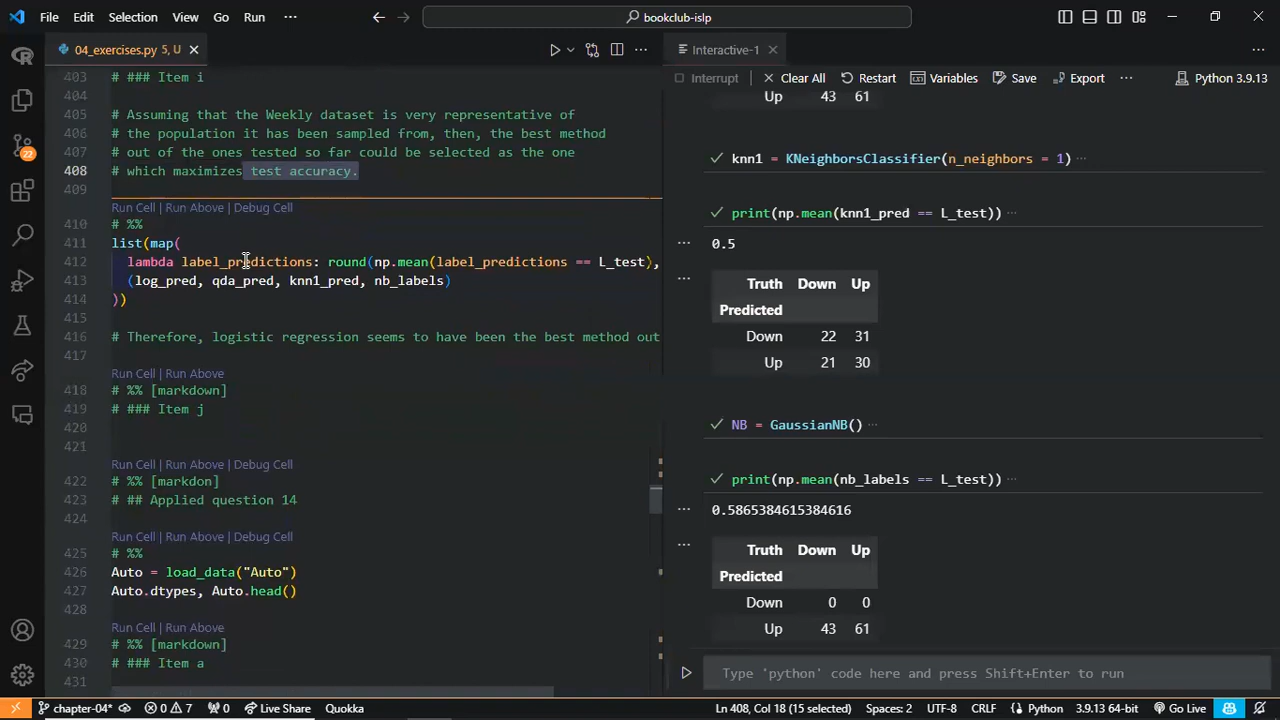 File Edit Selection View Go Run ··· bookclub-islp
04_exercises.py 5, U
Interactive-1
Interrupt Clear All Restart Variables Save Export ··· Python 3.9.13
403 # ### Item i
404
405 # Assuming that the Weekly dataset is very representative of
406 # the population it has been sampled from, then, the best method
407 # out of the ones tested so far could be selected as the one
408 # which maximizes test accuracy.
409
Run Cell | Run Above | Debug Cell
410 # %%
411 list(map(
412 lambda label_predictions: round(np.mean(label_predictions == L_test),
413 (log_pred, qda_pred, knn1_pred, nb_labels)
414 ))
415
416 # Therefore, logistic regression seems to have been the best method out
417
Run Cell | Run Above
418 # %% [markdown]
419 # ### Item j
420
421
Run Cell | Run Above | Debug Cell
422 # %% [markdon]
423 # ## Applied question 14
424
Run Cell | Run Above | Debug Cell
425 # %%
426 Auto = load_data("Auto")
427 Auto.dtypes, Auto.head()
428
Run Cell | Run Above
429 # %% [markdown]
430 # ### Item a
431
Up 43 61
knn1 = KNeighborsClassifier(n_neighbors = 1) ···
print(np.mean(knn1_pred == L_test)) ···
0.5
Truth Down Up
Predicted
Down 22 31
Up 21 30
NB = GaussianNB() ···
print(np.mean(nb_labels == L_test)) ···
0.5865384615384616
Truth Down Up
Predicted
Down 0 0
Up 43 61
Type 'python' code here and press Shift+Enter to run
22
chapter-04* 0 7 0 Live Share Quokka Ln 408, Col 18 (15 selected) Spaces: 2 UTF-8 CRLF Python 3.9.13 64-bit Go Live